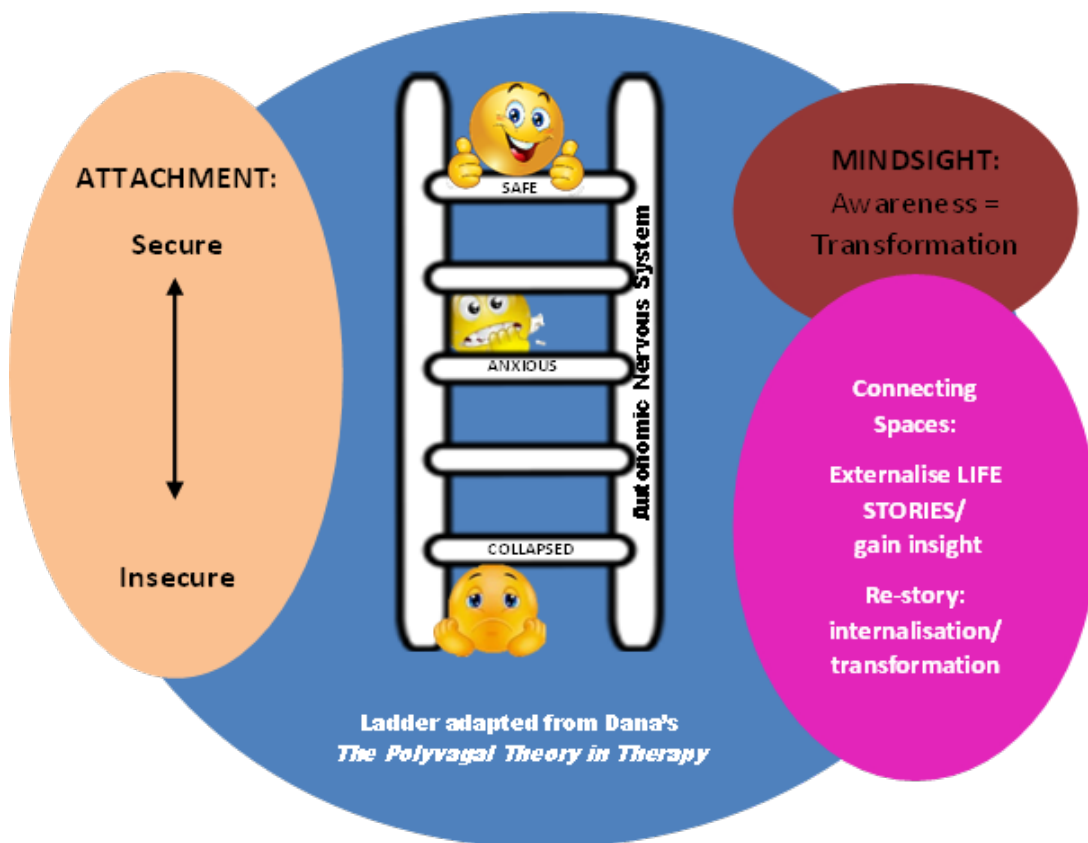 ATTACHMENT:
Secure
Insecure
SAFE
ANXIOUS
COLLAPSED
Autonomic Nervous System
Ladder adapted from Dana's
The Polyvagal Theory in Therapy
MINDSIGHT:
Awareness =
Transformation
Connecting
Spaces:
Externalise LIFE
STORIES/
gain insight
Re-story:
internalisation/
transformation